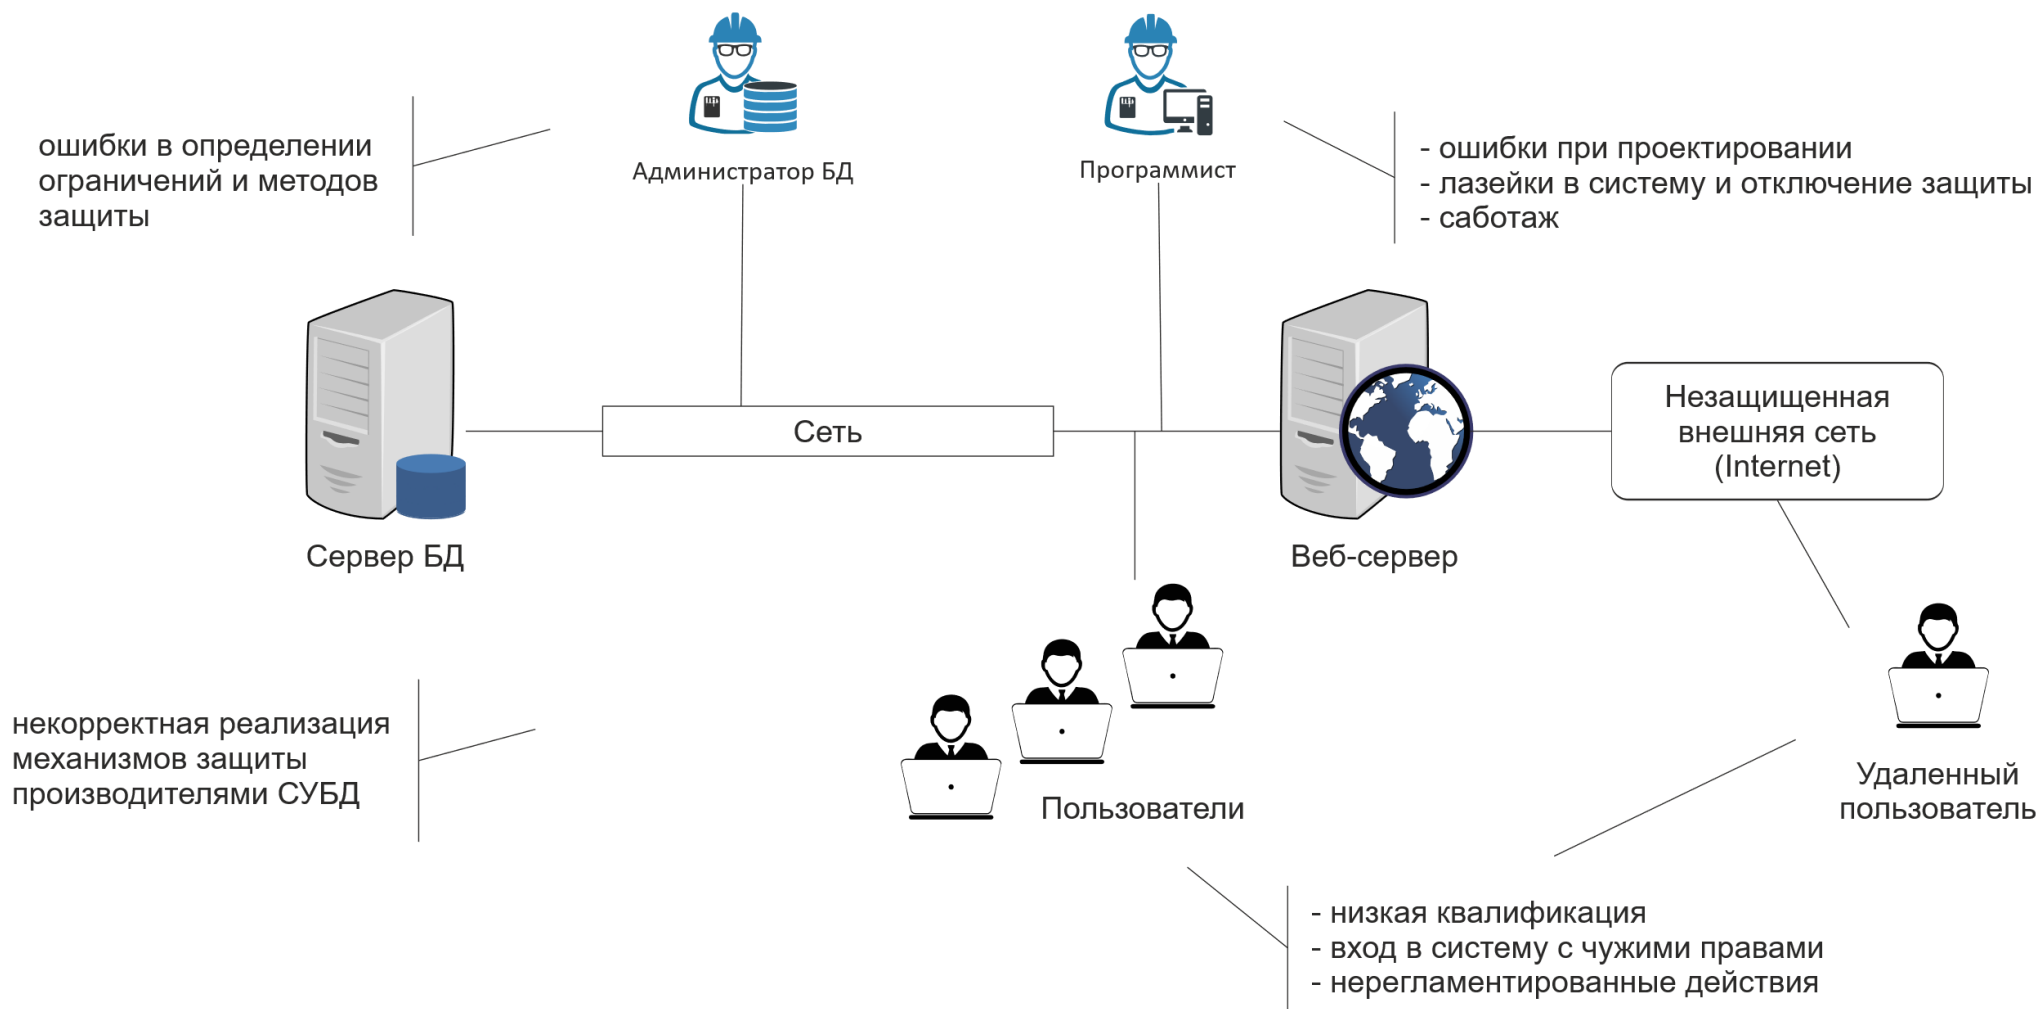 ошибки в определении
ограничений и методов
защиты
Администратор БД
Программист
- ошибки при проектировании
- лазейки в систему и отключение защиты
- саботаж
Сервер БД
Сеть
Веб-сервер
Незащищенная
внешняя сеть
(Internet)
некорректная реализация
механизмов защиты
производителями СУБД
Пользователи
Удаленный
пользователь
- низкая квалификация
- вход в систему с чужими правами
- нерегламентированные действия